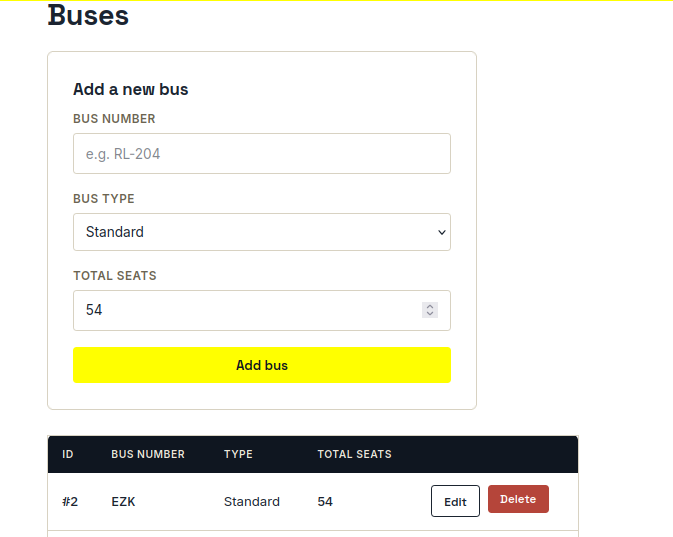 Buses
Add a new bus
BUS NUMBER
e.g. RL-204
BUS TYPE
Standard
TOTAL SEATS
54
Add bus
ID BUS NUMBER TYPE TOTAL SEATS
#2 EZK Standard 54 Edit Delete